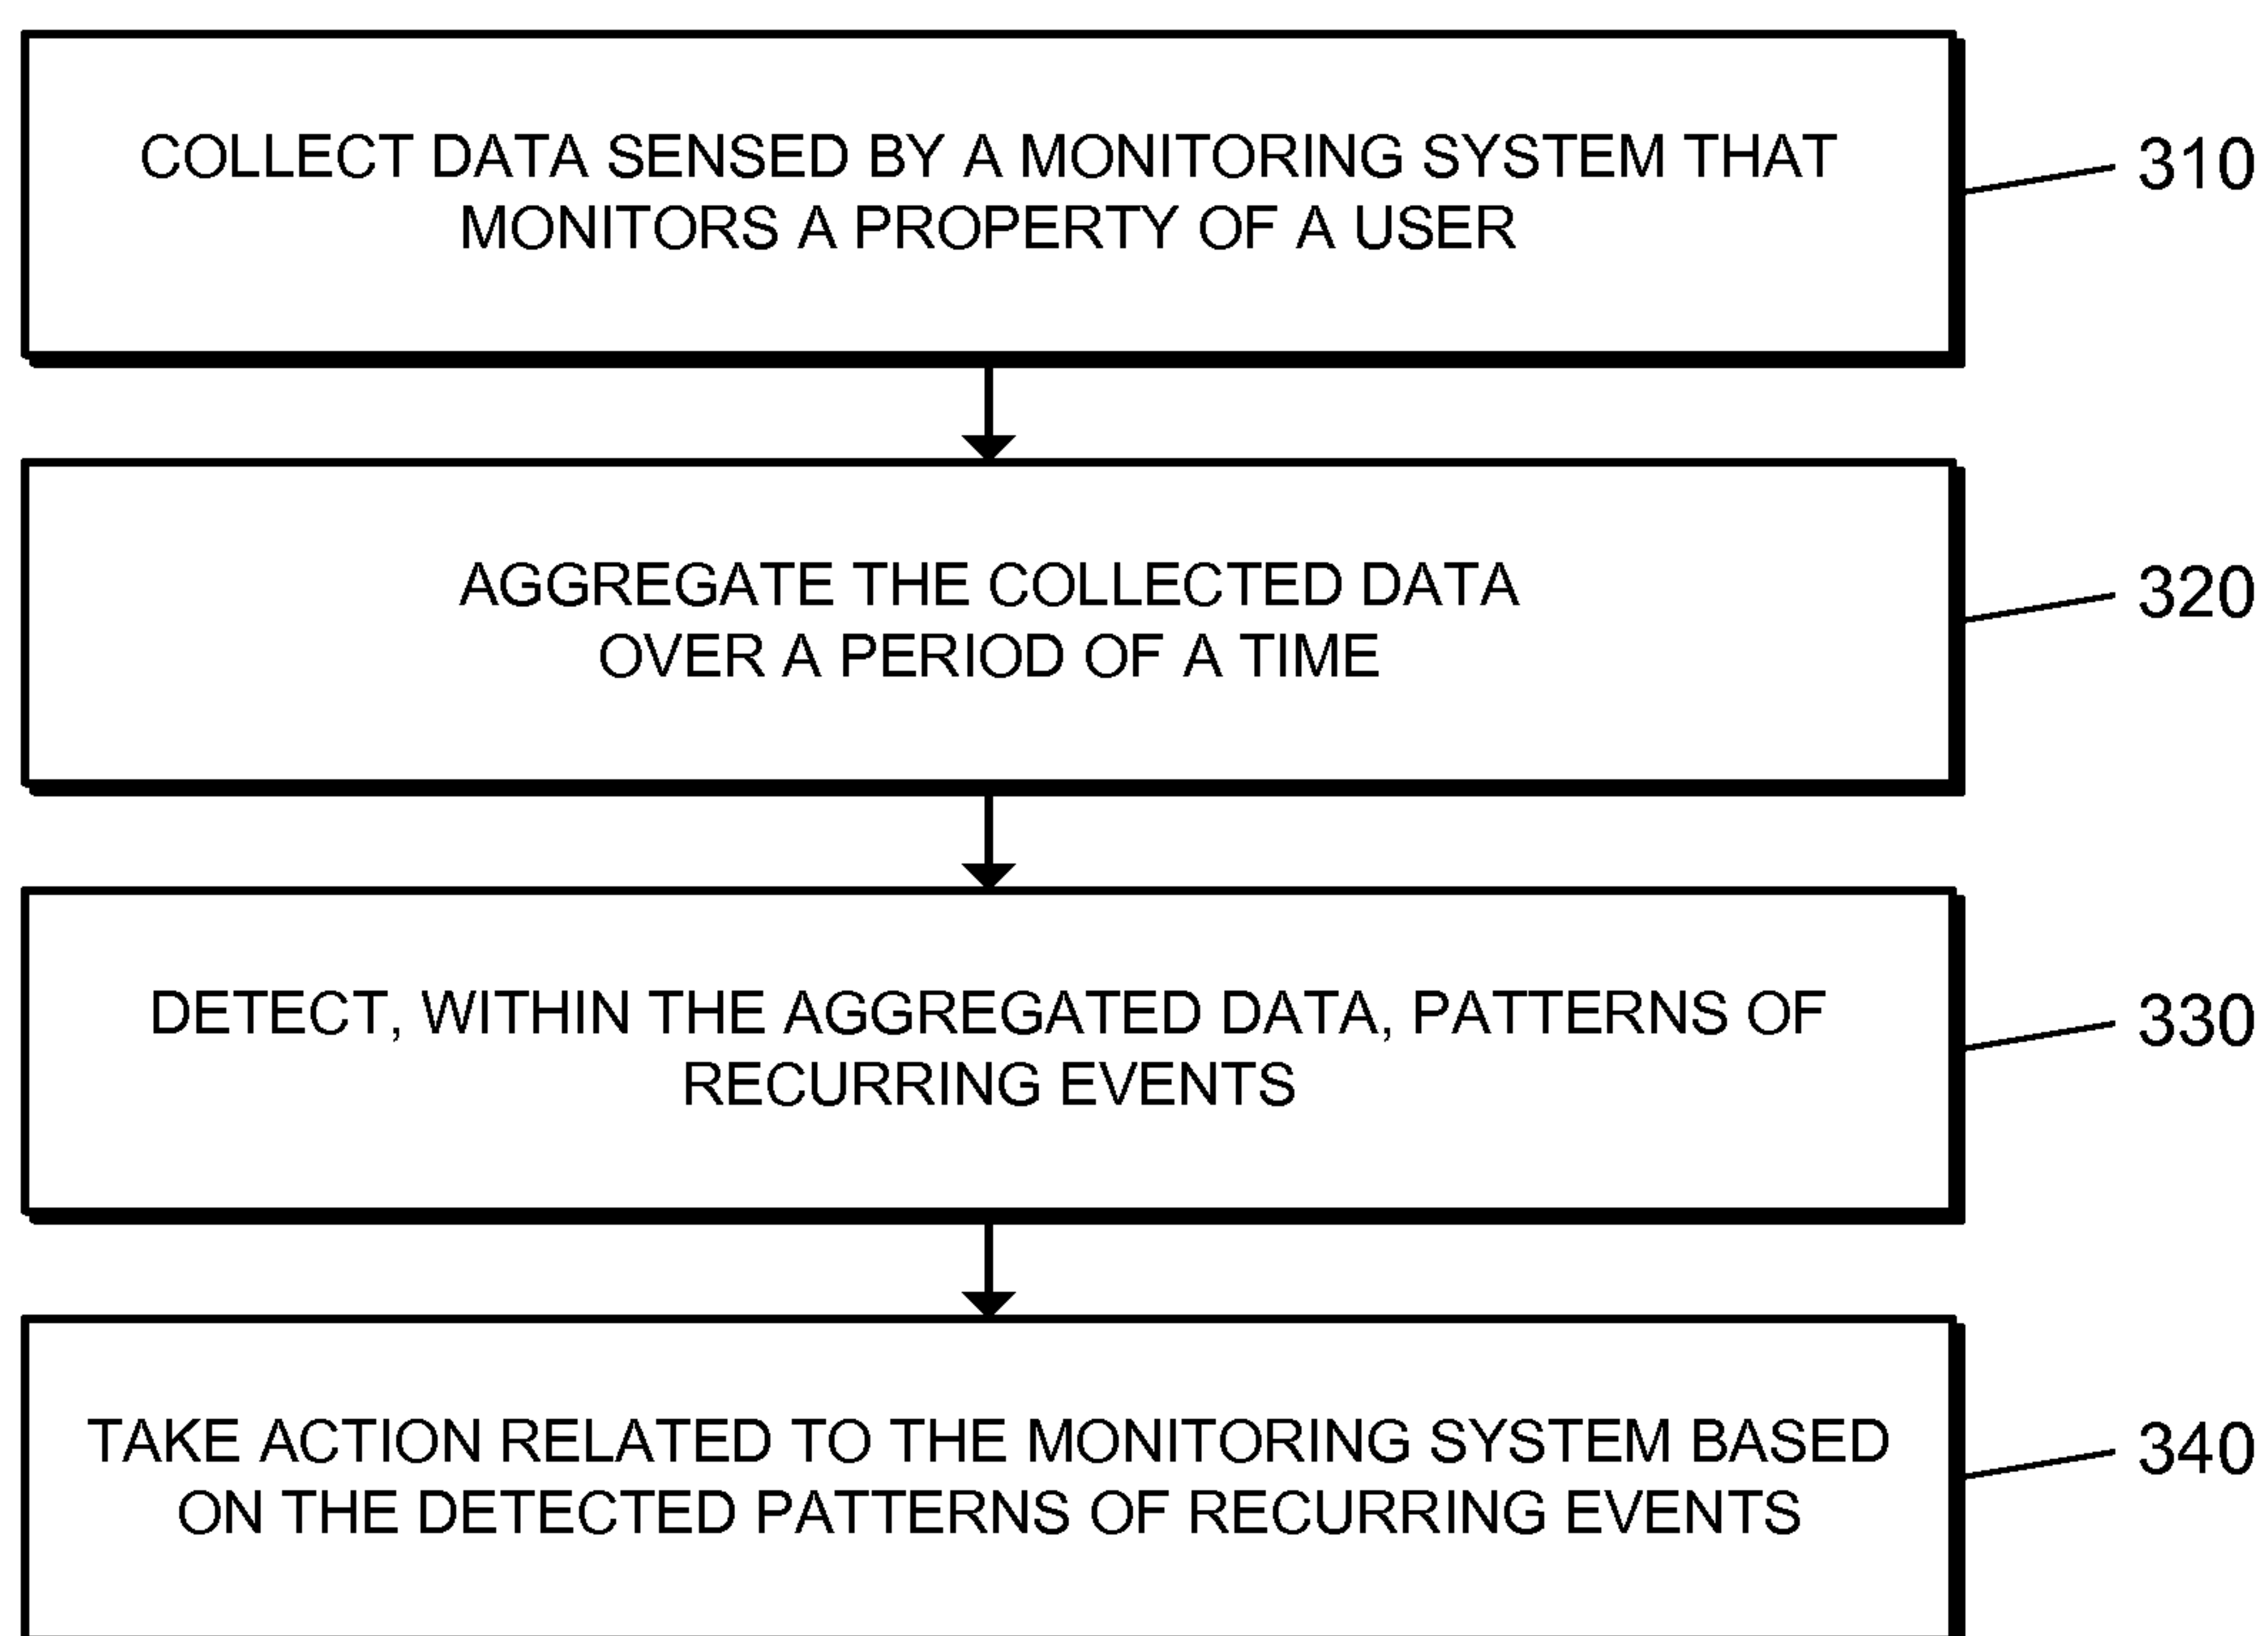 COLLECT DATA SENSED BY A MONITORING SYSTEM THAT
MONITORS A PROPERTY OF A USER
310
AGGREGATE THE COLLECTED DATA
OVER A PERIOD OF A TIME
320
DETECT, WITHIN THE AGGREGATED DATA, PATTERNS OF
RECURRING EVENTS
330
TAKE ACTION RELATED TO THE MONITORING SYSTEM BASED
ON THE DETECTED PATTERNS OF RECURRING EVENTS
340